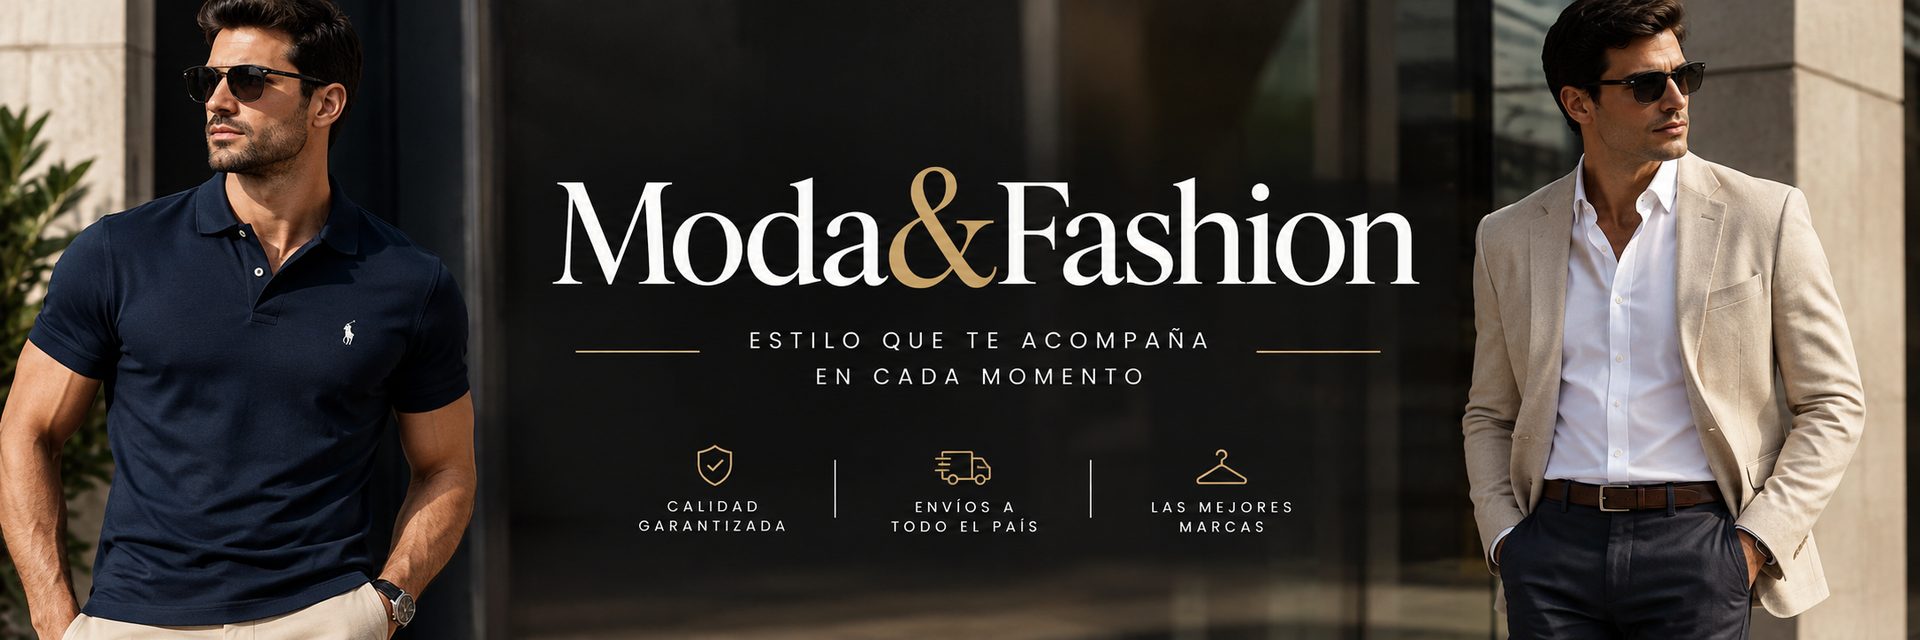 Moda&Fashion
ESTILO QUE TE ACOMPAÑA
EN CADA MOMENTO
CALIDAD
GARANTIZADA
ENVÍOS A
TODO EL PAÍS
LAS MEJORES
MARCAS